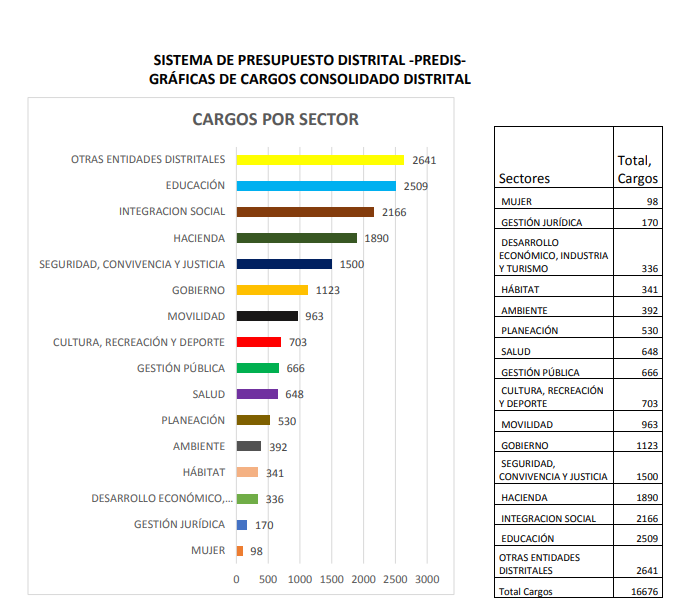 SISTEMA DE PRESUPUESTO DISTRITAL -PREDIS-
GRÁFICAS DE CARGOS CONSOLIDADO DISTRITAL
CARGOS POR SECTOR
OTRAS ENTIDADES DISTRITALES 2641
EDUCACIÓN 2509
INTEGRACION SOCIAL 2166
HACIENDA 1890
SEGURIDAD, CONVIVENCIA Y JUSTICIA 1500
GOBIERNO 1123
MOVILIDAD 963
CULTURA, RECREACIÓN Y DEPORTE 703
GESTIÓN PÚBLICA 666
SALUD 648
PLANEACIÓN 530
AMBIENTE 392
HÁBITAT 341
DESARROLLO ECONÓMICO,... 336
GESTIÓN JURÍDICA 170
MUJER 98
0 500 1000 1500 2000 2500 3000
Total,
Sectores Cargos
MUJER 98
GESTIÓN JURÍDICA 170
DESARROLLO
ECONÓMICO, INDUSTRIA
Y TURISMO 336
HÁBITAT 341
AMBIENTE 392
PLANEACIÓN 530
SALUD 648
GESTIÓN PÚBLICA 666
CULTURA, RECREACIÓN
Y DEPORTE 703
MOVILIDAD 963
GOBIERNO 1123
SEGURIDAD,
CONVIVENCIA Y JUSTICIA 1500
HACIENDA 1890
INTEGRACION SOCIAL 2166
EDUCACIÓN 2509
OTRAS ENTIDADES
DISTRITALES 2641
Total Cargos 16676